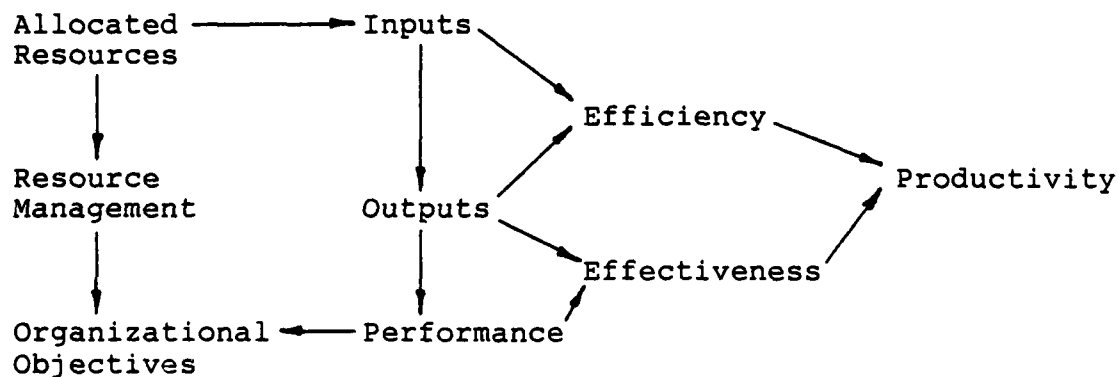 Allocated
Resources
Inputs
Efficiency
Resource
Management
Outputs
Productivity
Effectiveness
Organizational
Objectives
Performance